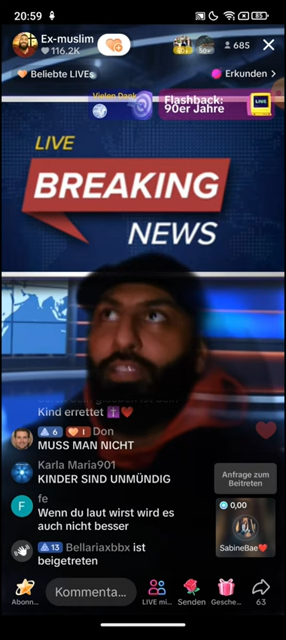 20:59
85
Ex-muslim
116.2K
50+
685
Beliebte LIVEs
Erkunden >
Vielen Dank
Flashback:
90er Jahre
LIVE
LIVE
BREAKING
NEWS
Kind errettet
6
1 Don
MUSS MAN NICHT
Karla Maria901
KINDER SIND UNMÜNDIG
fe
Wenn du laut wirst wird es
auch nicht besser
13 Bellariaxbbx ist
beigetreten
Anfrage zum
Beitreten
0,00
SabineBae
Abonn...
Kommenta...
LIVE mi...
Senden
Gesche...
63